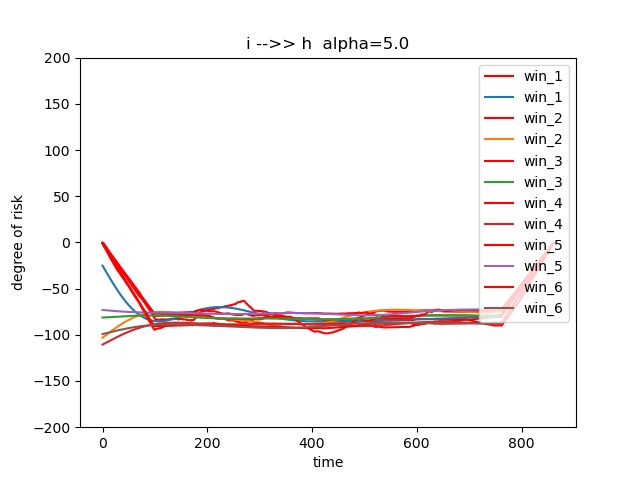 i -->> h  alpha=5.0
200
150
100
50
0
−50
−100
−150
−200
degree of risk
0
200
400
600
800
time
win_1
win_1
win_2
win_2
win_3
win_3
win_4
win_4
win_5
win_5
win_6
win_6